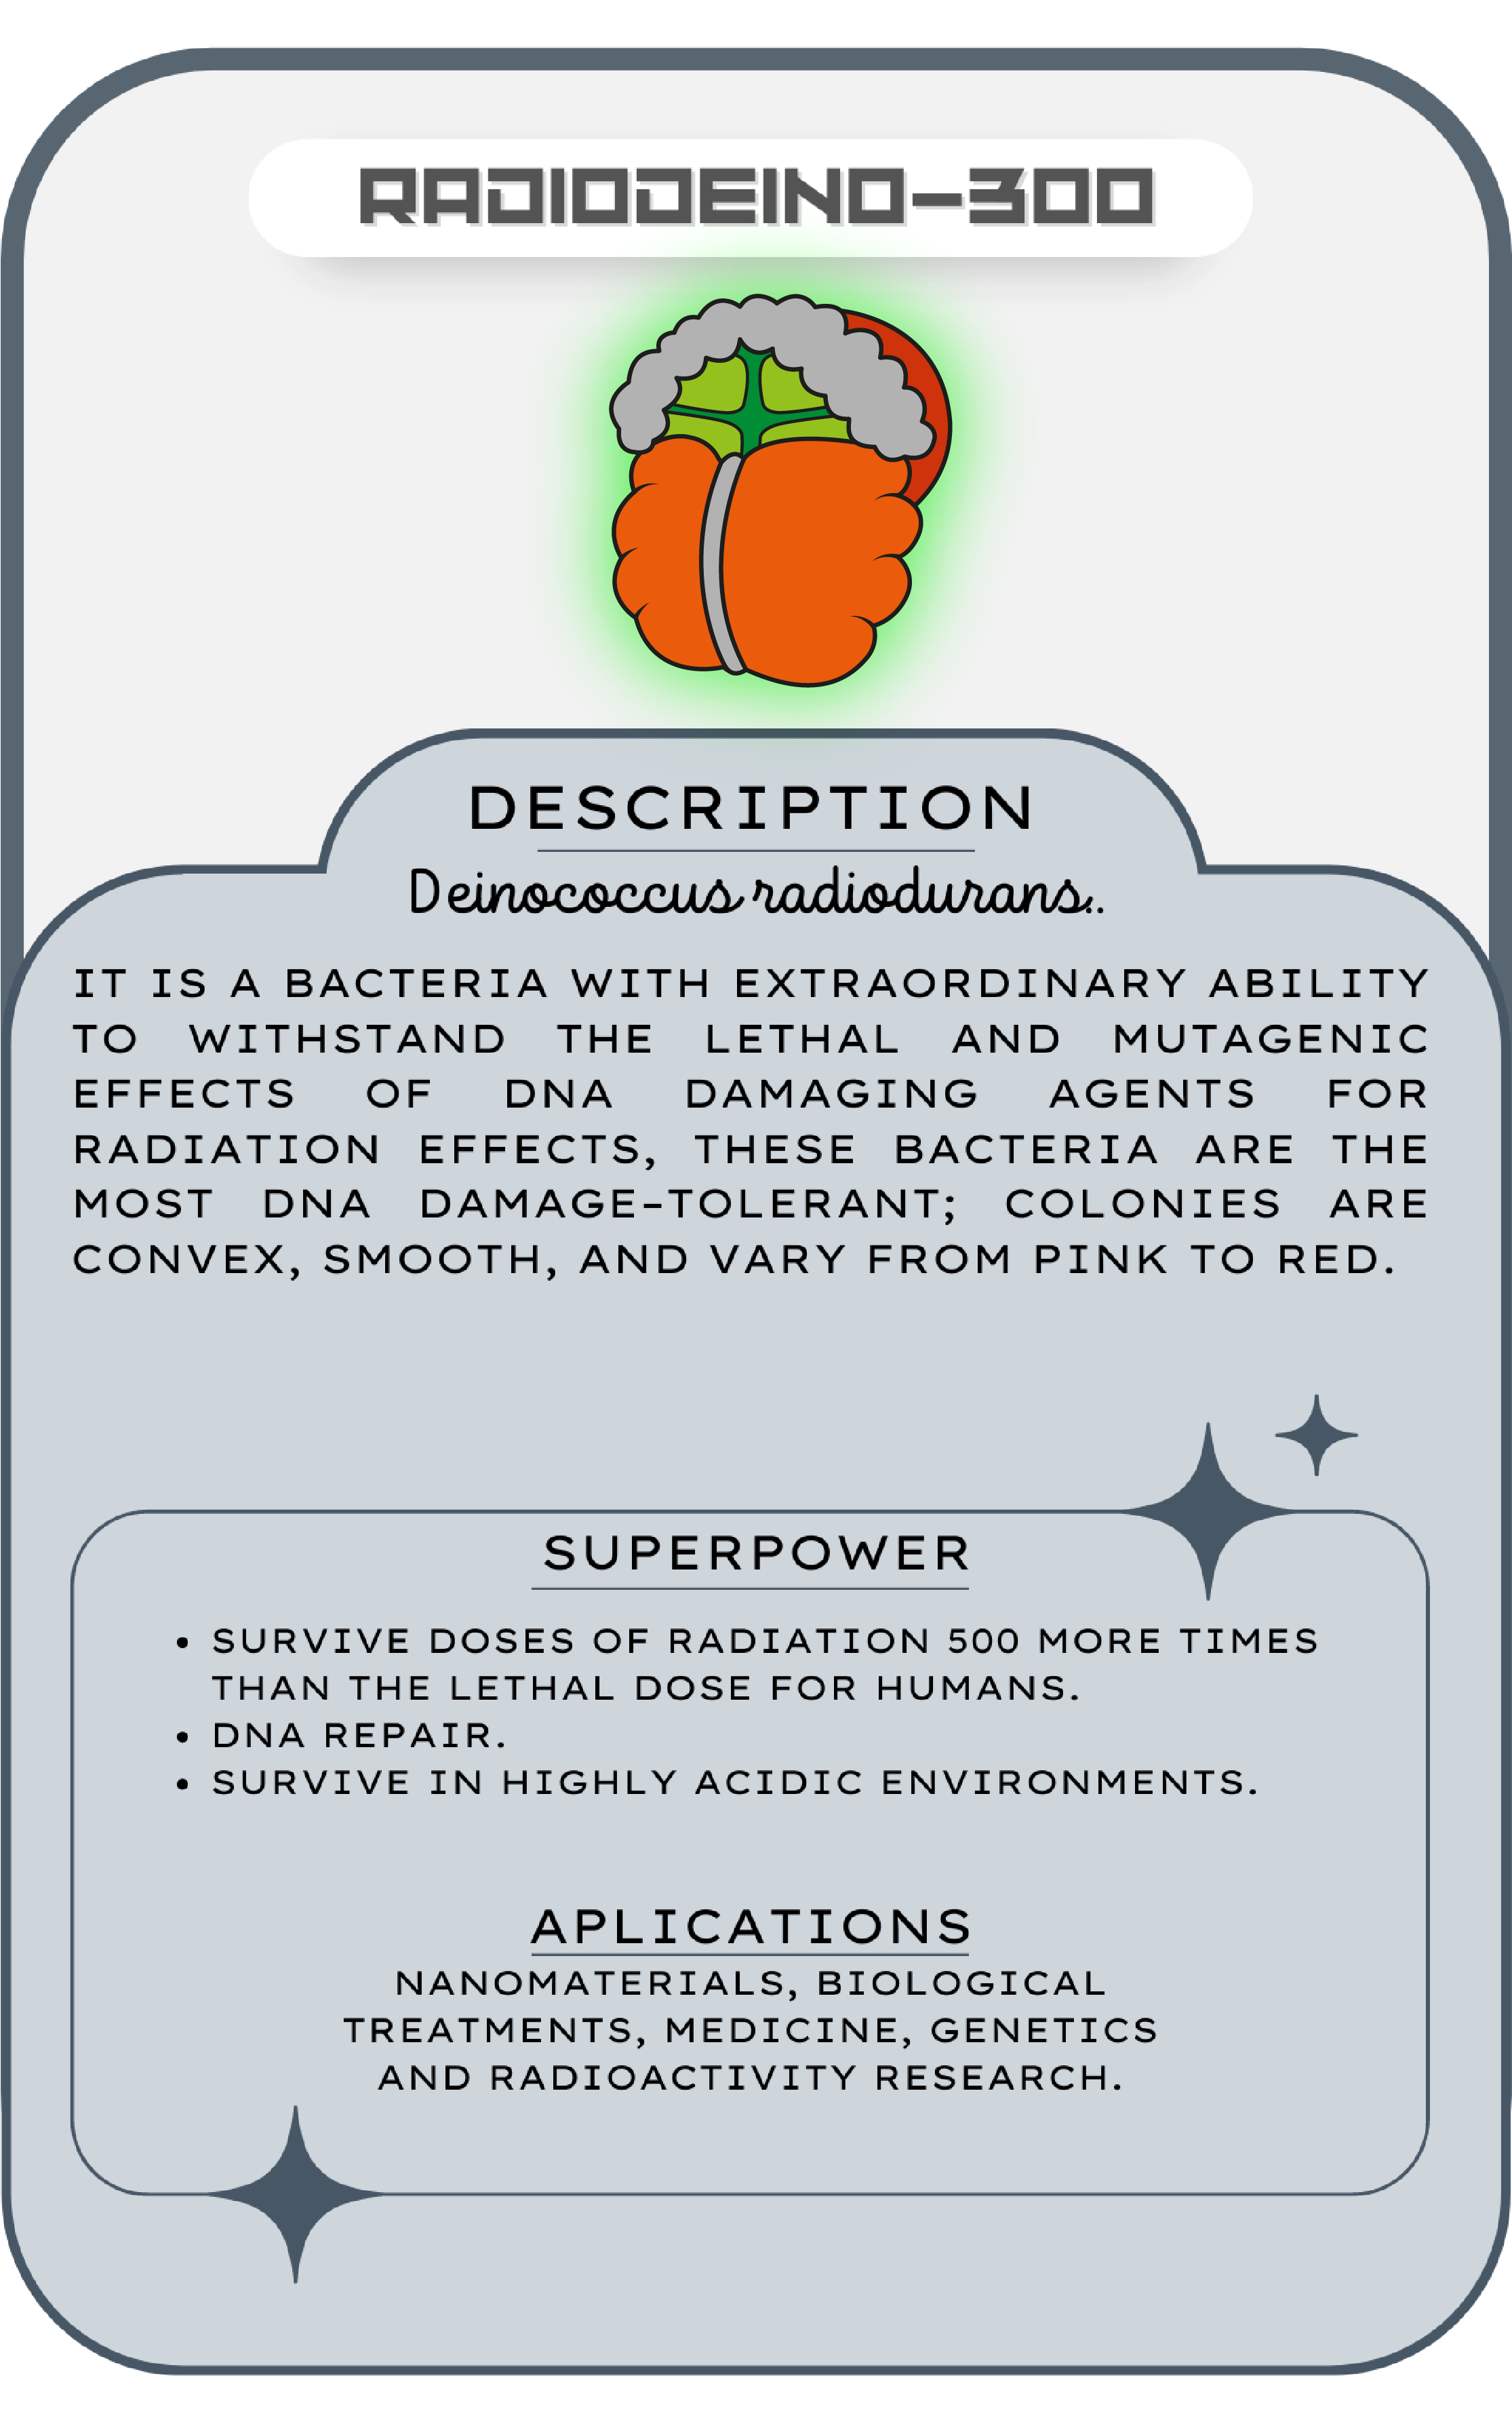 RADIODEINO-300
DESCRIPTION
Deinococcus radiodurans.
IT IS A BACTERIA WITH EXTRAORDINARY ABILITY
TO WITHSTAND THE LETHAL AND MUTAGENIC
EFFECTS OF DNA DAMAGING AGENTS FOR
RADIATION EFFECTS, THESE BACTERIA ARE THE
MOST DNA DAMAGE-TOLERANT; COLONIES ARE
CONVEX, SMOOTH, AND VARY FROM PINK TO RED.
SUPERPOWER
• SURVIVE DOSES OF RADIATION 500 MORE TIMES
THAN THE LETHAL DOSE FOR HUMANS.
• DNA REPAIR.
• SURVIVE IN HIGHLY ACIDIC ENVIRONMENTS.
APLICATIONS
NANOMATERIALS, BIOLOGICAL
TREATMENTS, MEDICINE, GENETICS
AND RADIOACTIVITY RESEARCH.